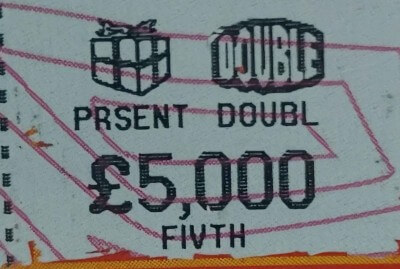 DOUBLE
PRSENT DOUBL
£5,000
FIVTH